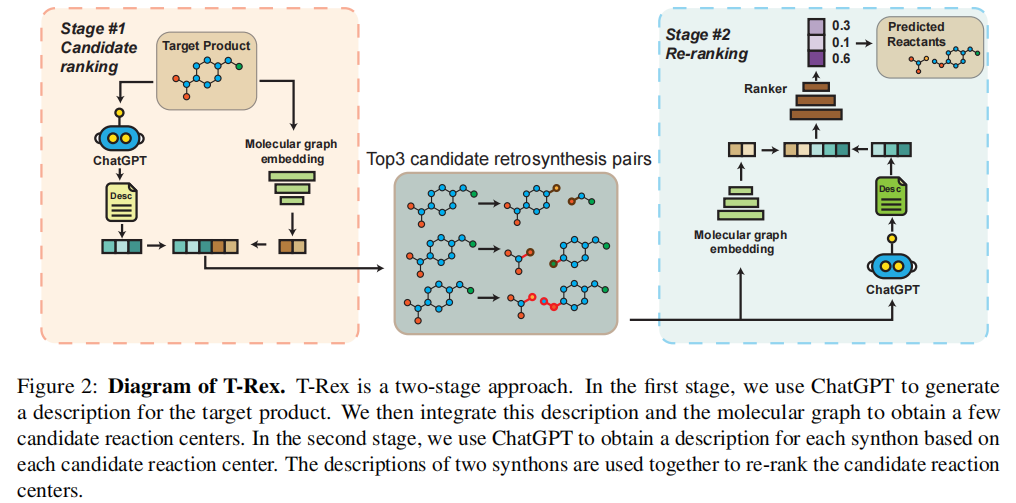 Stage #1
Candidate
ranking
Target Product
ChatGPT
Desc
Molecular graph
embedding
Top3 candidate retrosynthesis pairs
Stage #2
Re-ranking
0.3
0.1
0.6
Predicted
Reactants
Ranker
Molecular graph
embedding
Desc
ChatGPT
Figure 2: Diagram of T-Rex. T-Rex is a two-stage approach. In the first stage, we use ChatGPT to generate
a description for the target product. We then integrate this description and the molecular graph to obtain a few
candidate reaction centers. In the second stage, we use ChatGPT to obtain a description for each synthon based on
each candidate reaction center. The descriptions of two synthons are used together to re-rank the candidate reaction
centers.